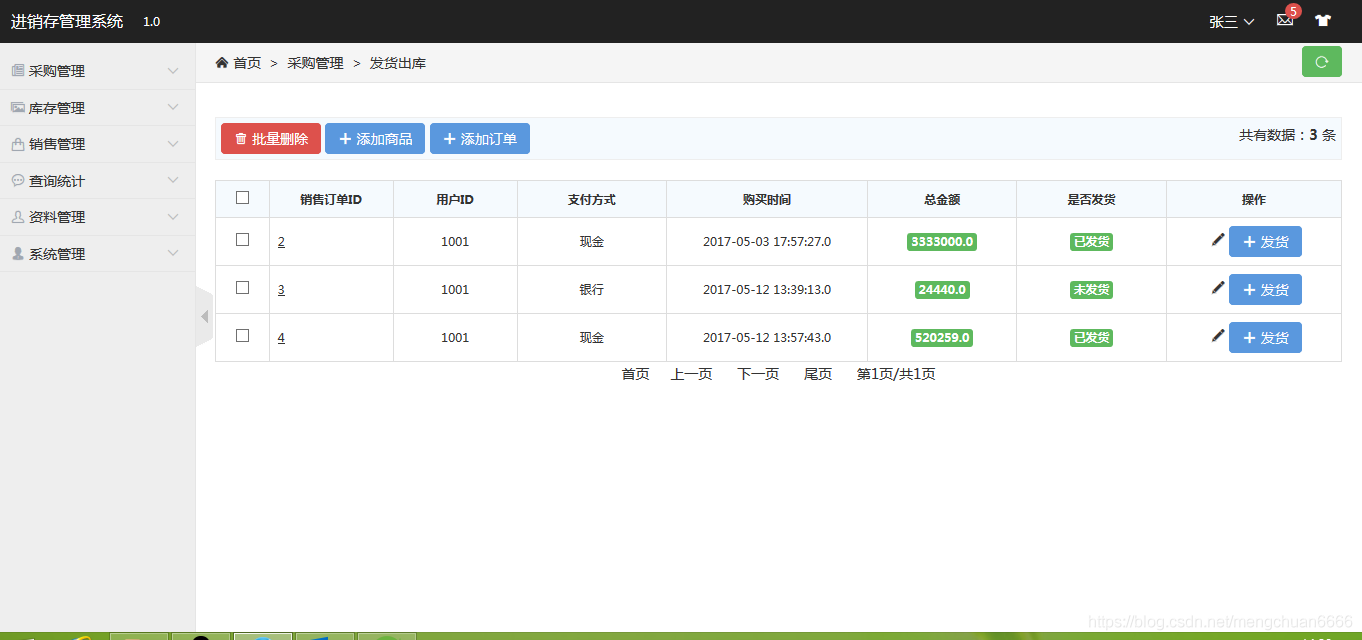 进销存管理系统 1.0 张三 5
采购管理
库存管理
销售管理
查询统计
资料管理
系统管理
首页 > 采购管理 > 发货出库
批量删除 添加商品 添加订单 共有数据：3 条
销售订单ID 用户ID 支付方式 购买时间 总金额 是否发货 操作
2 1001 现金 2017-05-03 17:57:27.0 3333000.0 已发货 发货
3 1001 银行 2017-05-12 13:39:13.0 24440.0 未发货 发货
4 1001 现金 2017-05-12 13:57:43.0 520259.0 已发货 发货
首页 上一页 下一页 尾页 第1页/共1页
https://blog.csdn.net/mengchuan6666